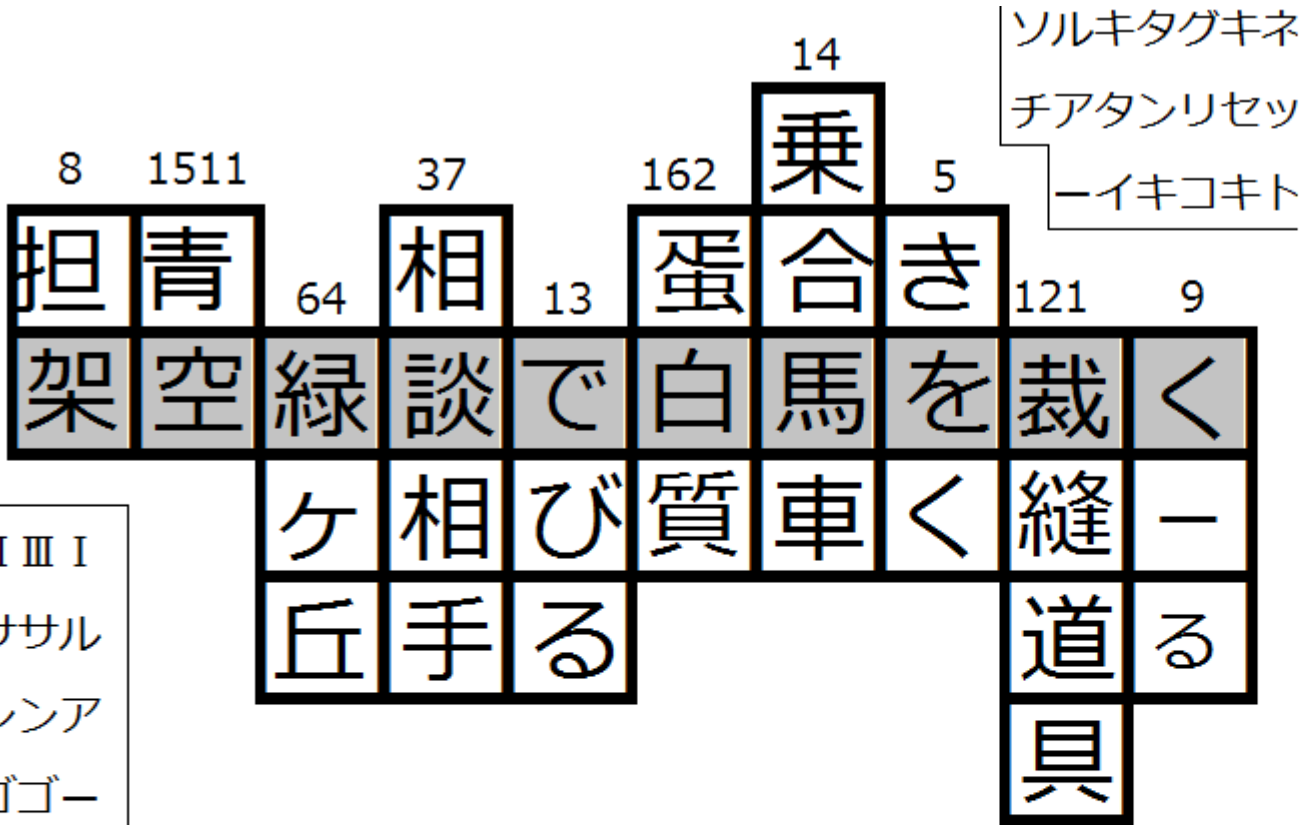 ソルキタグキネ
チアタンリセッ
ーイキコキト
14
乗
8 1511 37 162 5
担青 相 蛋合き
64 13 121 9
架空緑談で白馬をを裁く
ケ相び質車く縫ー
丘手る 道る
具
Ⅲ Ⅰ
ササル
ンンア
ゴゴー